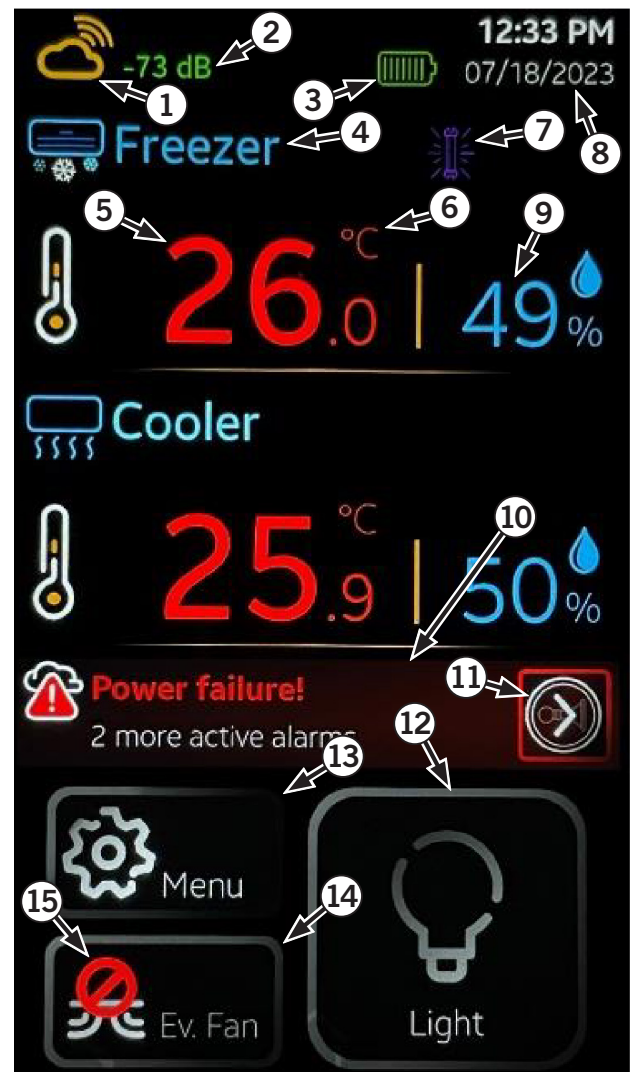 12:33 PM
2
-73 dB
07/18/2023
1
3
4
7
8
Freezer
5
6
9
26.0 °C
49 %
Cooler
10
25.9 °C
50 %
Power failure!
11
2 more active alarms
12
13
Menu
14
15
Ev. Fan
Light